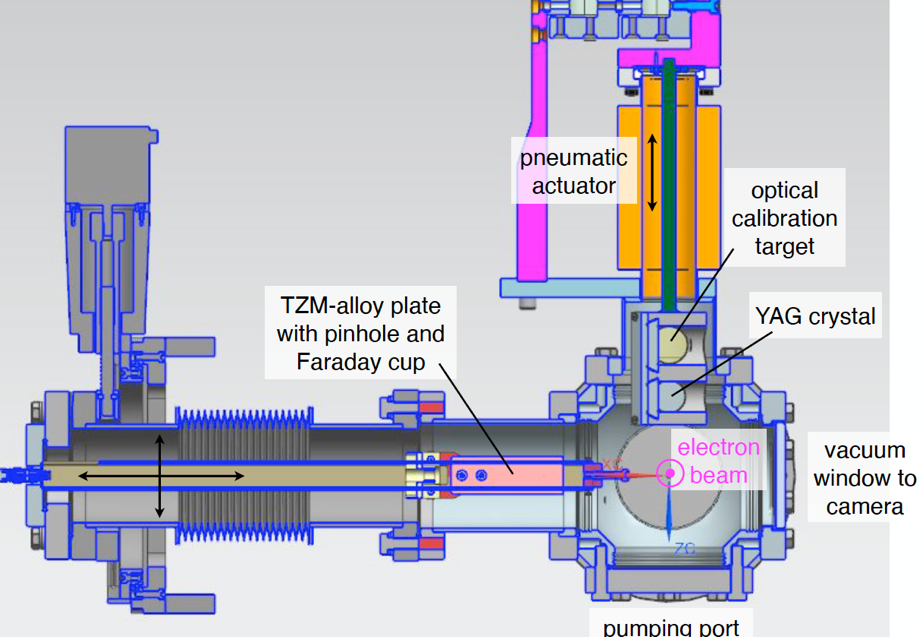 pneumatic
actuator
optical
calibration
target
TZM-alloy plate
with pinhole and
Faraday cup
YAG crystal
electron
beam
XC
ZC
vacuum
window to
camera
pumping port